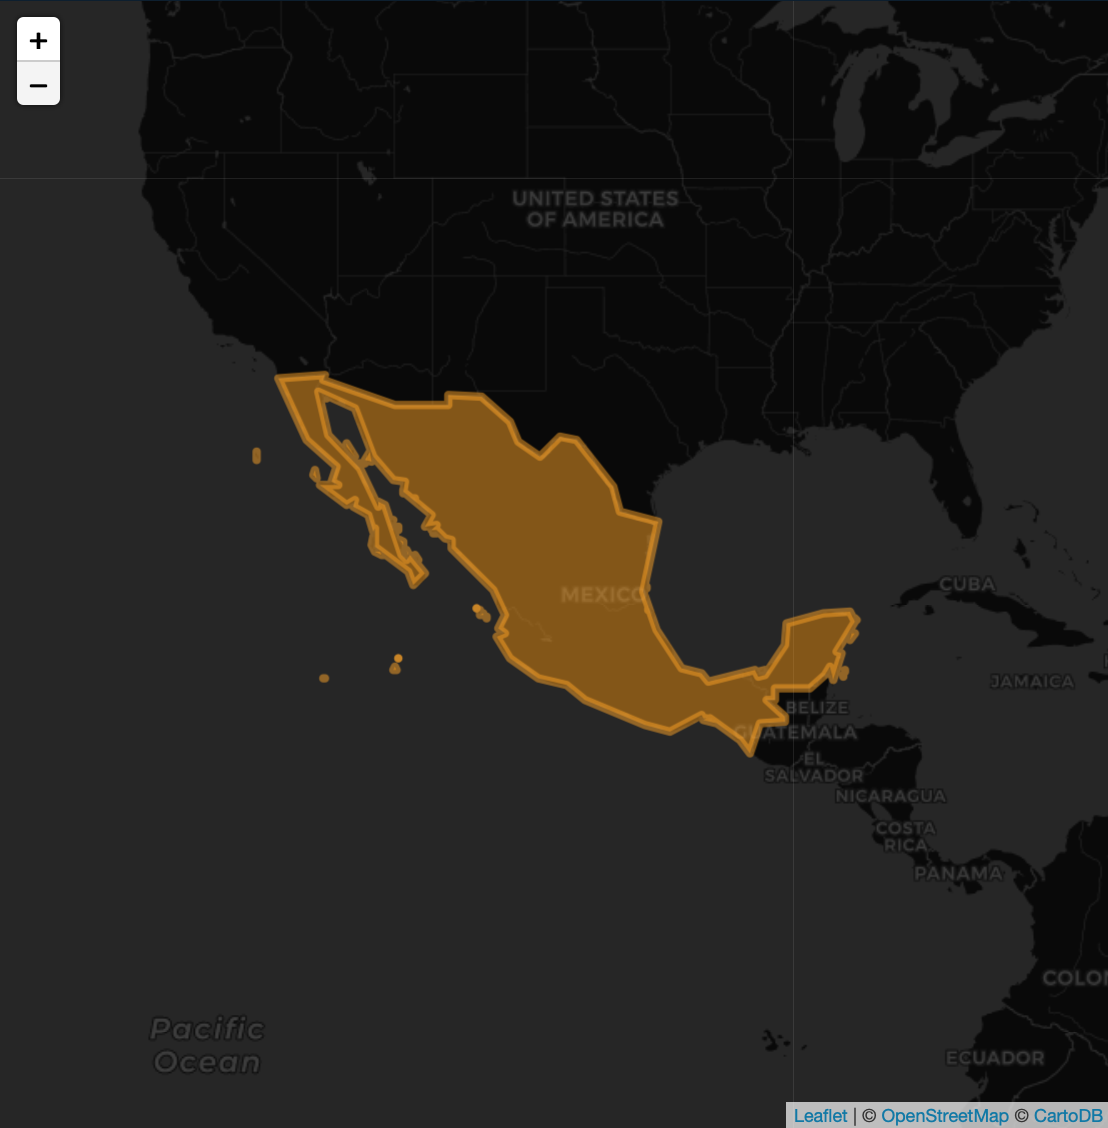 +
−
UNITED STATES
OF AMERICA
MEXICO
CUBA
JAMAICA
BELIZE
GUATEMALA
EL
SALVADOR
NICARAGUA
COSTA
RICA
PANAMA
COLOM
Pacific
Ocean
ECUADOR
Leaflet | © OpenStreetMap © CartoDB